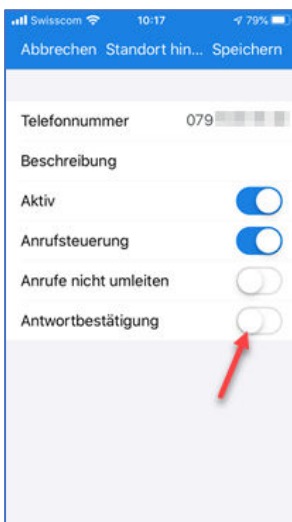 Swisscom 10:17 79%
Abbrechen Standort hin... Speichern
Telefonnummer 079
Beschreibung
Aktiv
Anrufsteuerung
Anrufe nicht umleiten
Antwortbestätigung